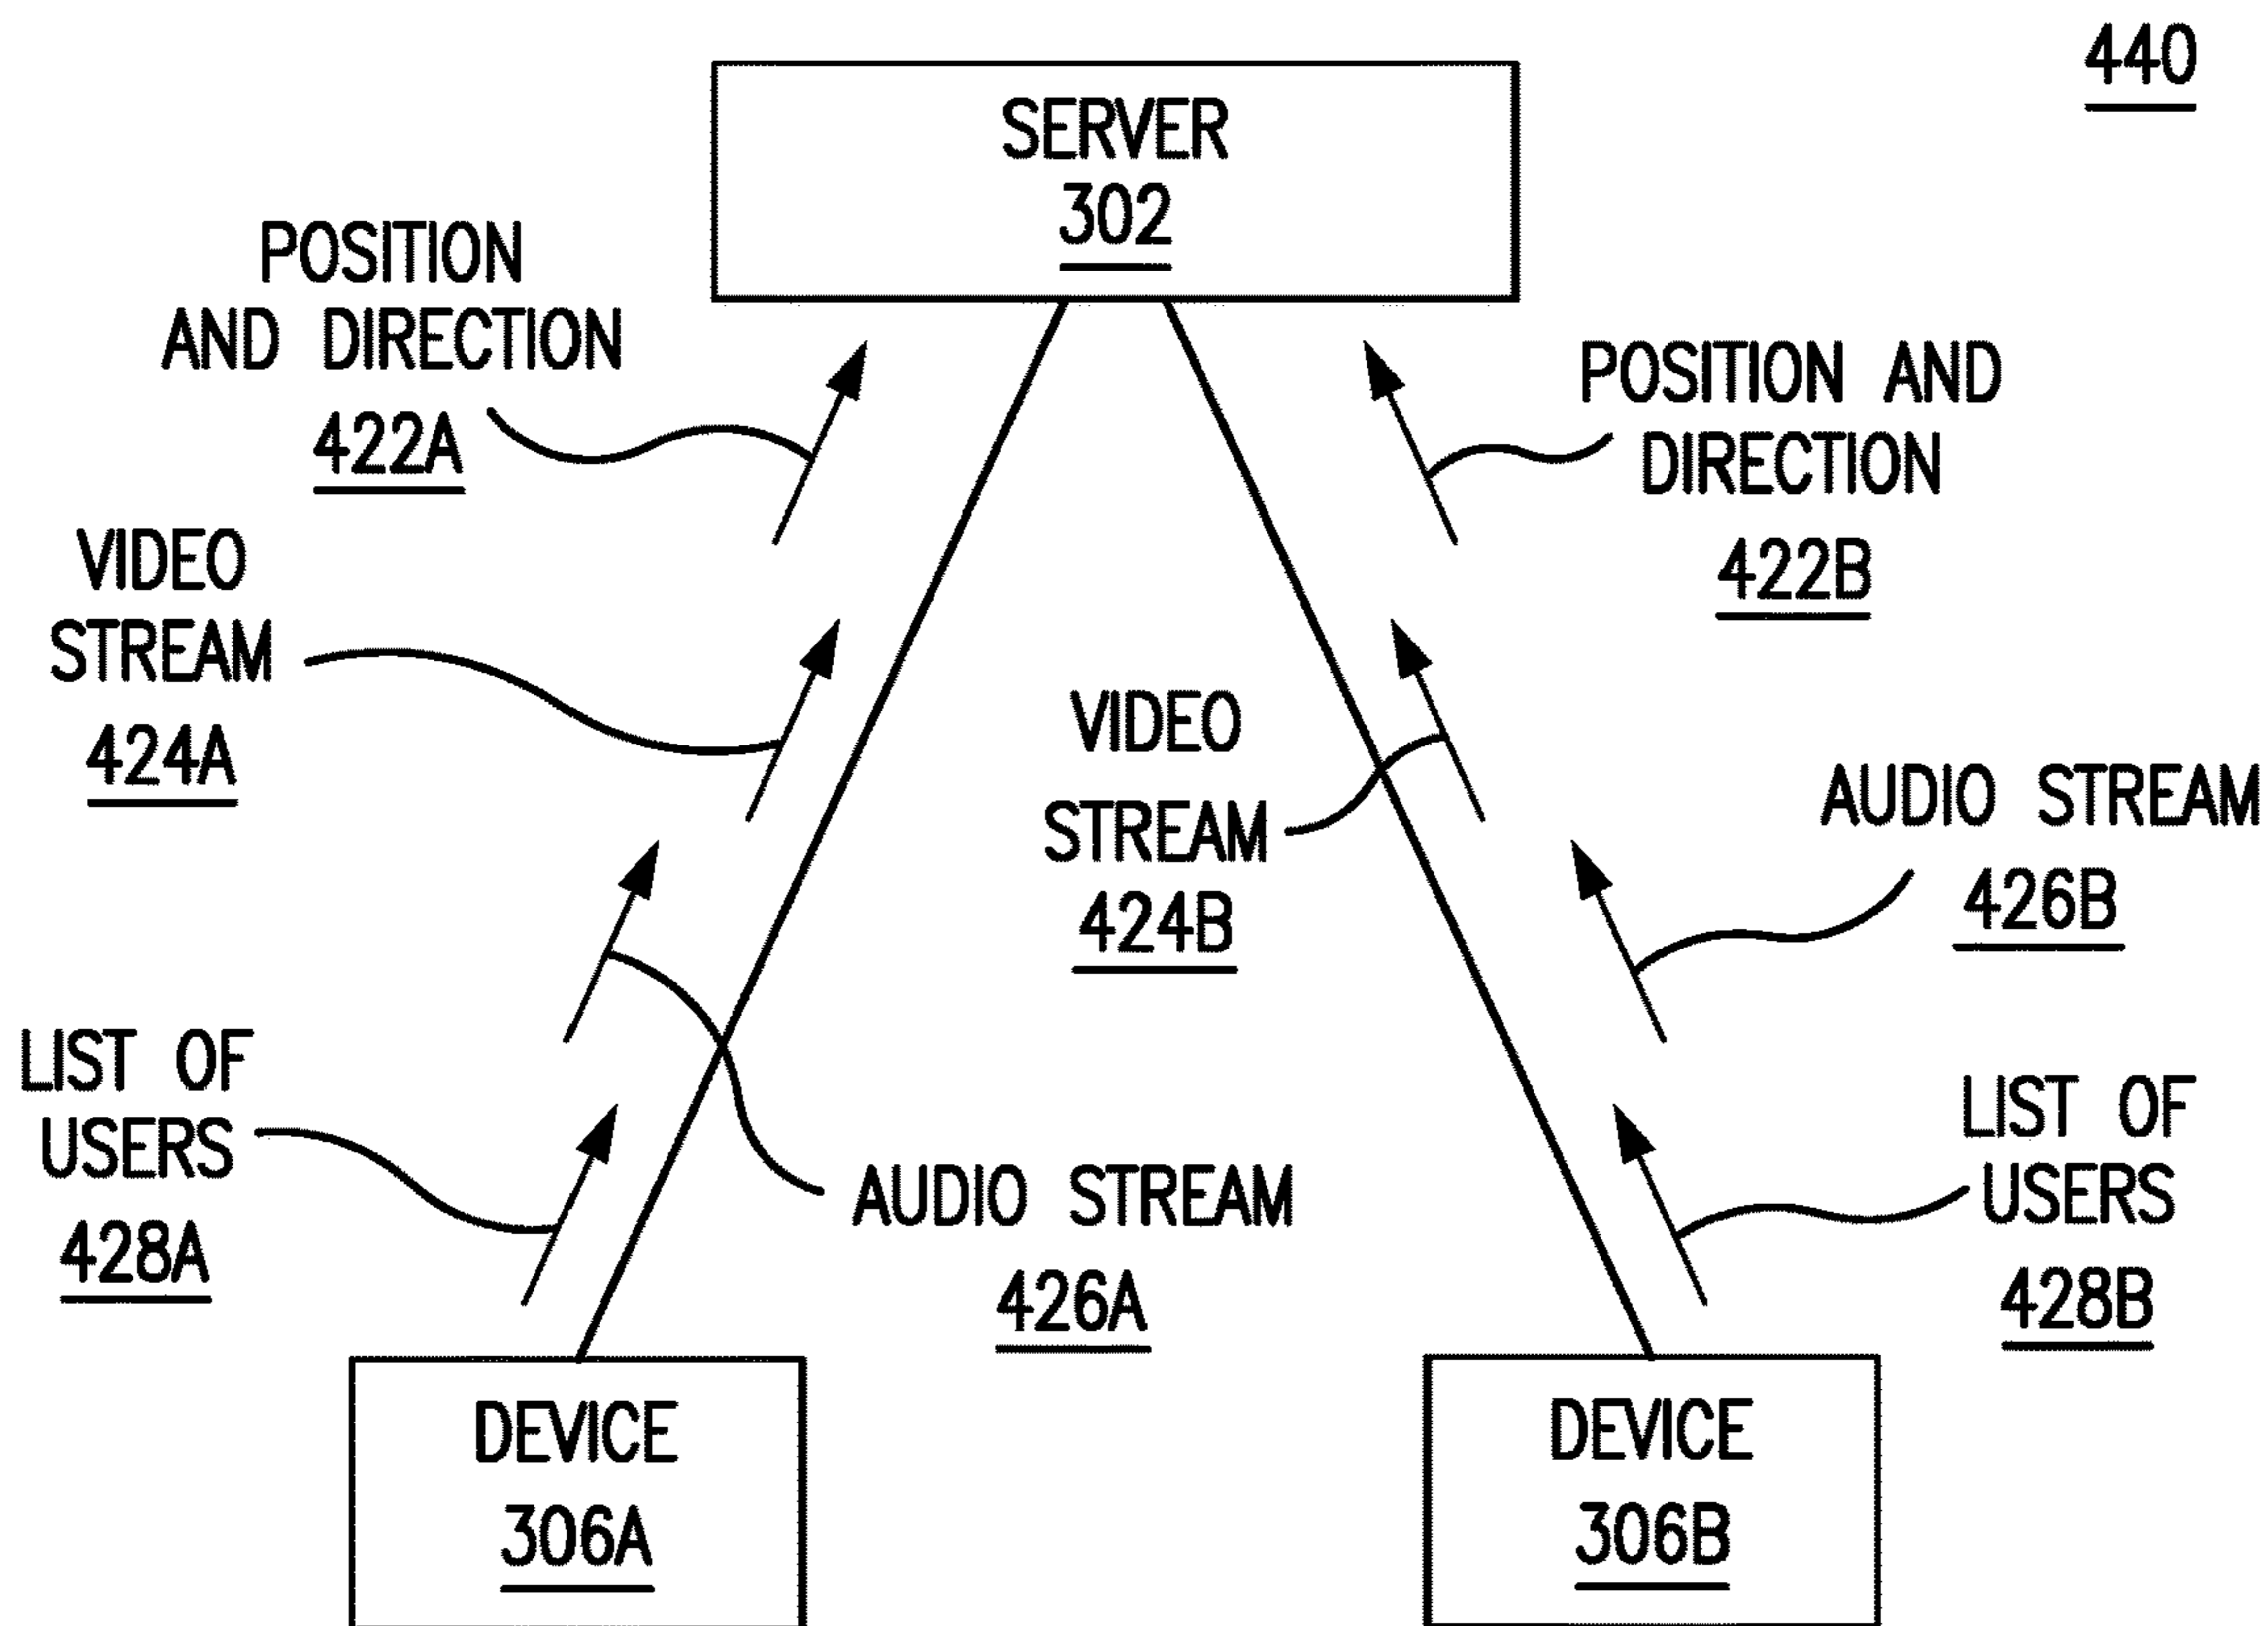 440
SERVER
302
POSITION
AND DIRECTION
422A
POSITION AND
DIRECTION
422B
VIDEO
STREAM
424A
VIDEO
STREAM
424B
AUDIO STREAM
426B
LIST OF
USERS
428A
AUDIO STREAM
426A
LIST OF
USERS
428B
DEVICE
306A
DEVICE
306B